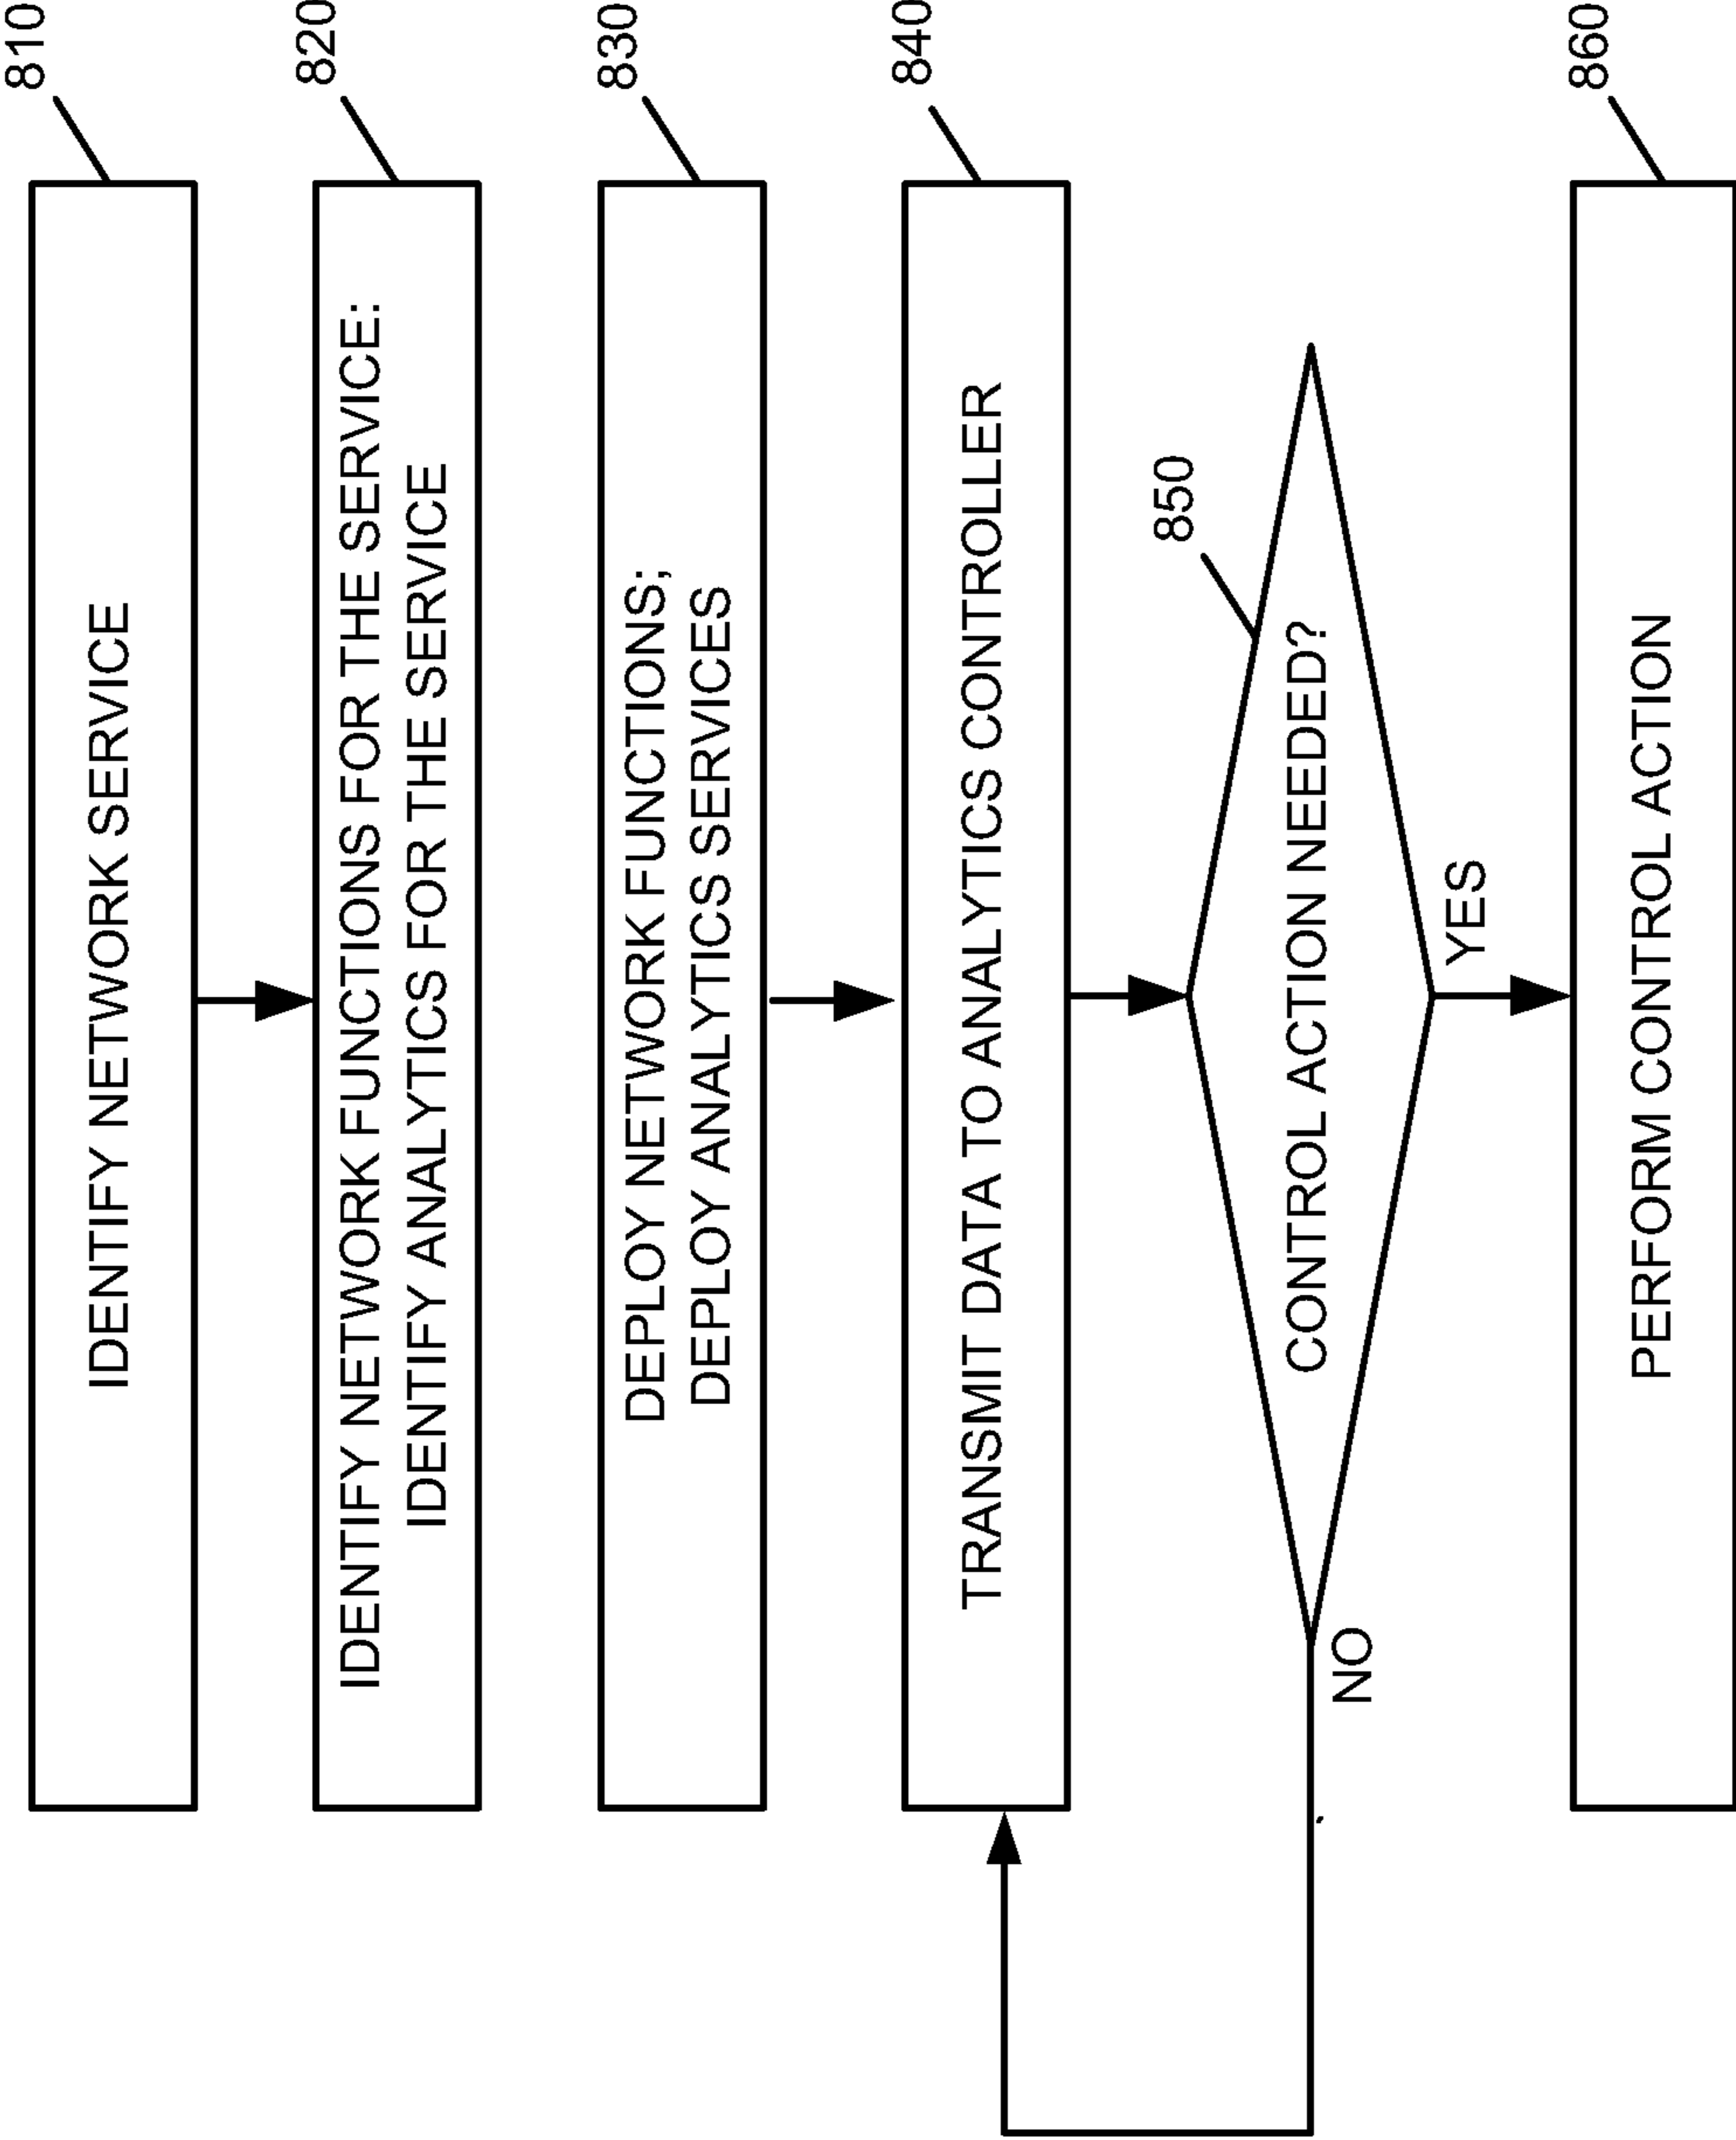 810
IDENTIFY NETWORK SERVICE
820
IDENTIFY NETWORK FUNCTIONS FOR THE SERVICE:
IDENTIFY ANALYTICS FOR THE SERVICE
830
DEPLOY NETWORK FUNCTIONS;
DEPLOY ANALYTICS SERVICES
840
TRANSMIT DATA TO ANALYTICS CONTROLLER
850
CONTROL ACTION NEEDED?
NO
YES
860
PERFORM CONTROL ACTION